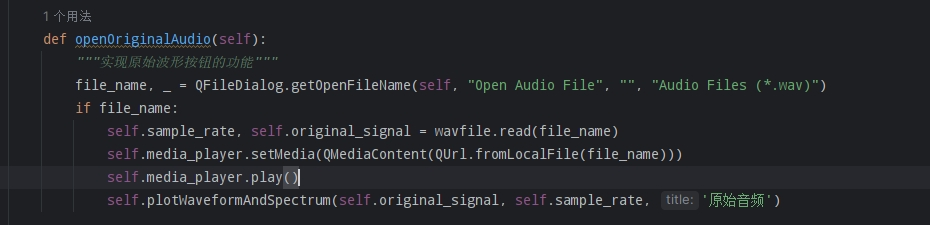 1 个用法
def openOriginalAudio(self):
"""实现原始波形按钮的功能"""
file_name, _ = QFileDialog.getOpenFileName(self, "Open Audio File", "", "Audio Files (*.wav)")
if file_name:
self.sample_rate, self.original_signal = wavfile.read(file_name)
self.media_player.setMedia(QMediaContent(QUrl.fromLocalFile(file_name)))
self.media_player.play()
self.plotWaveformAndSpectrum(self.original_signal, self.sample_rate, title: '原始音频')